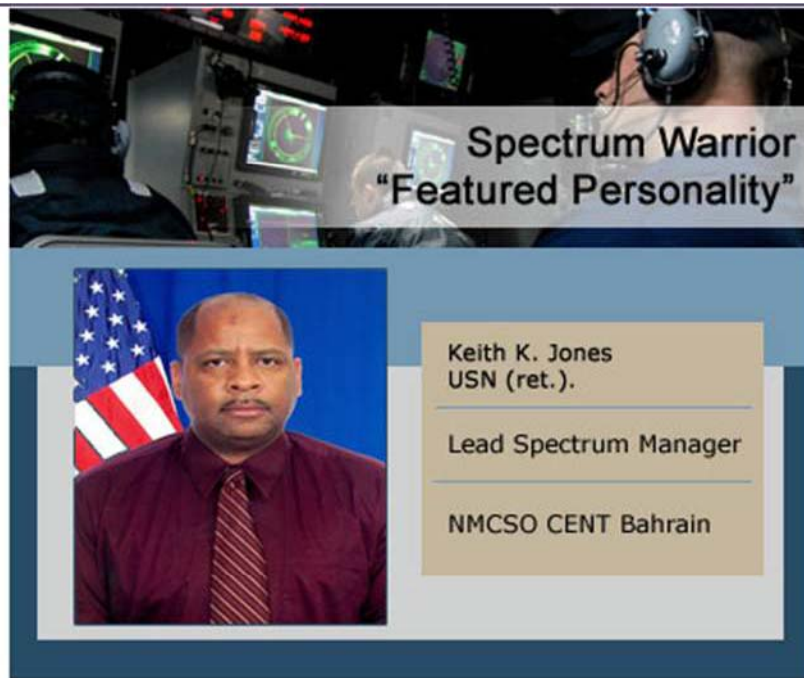 Spectrum Warrior
“Featured Personality”
Keith K. Jones
USN (ret.).
Lead Spectrum Manager
NMCSO CENT Bahrain